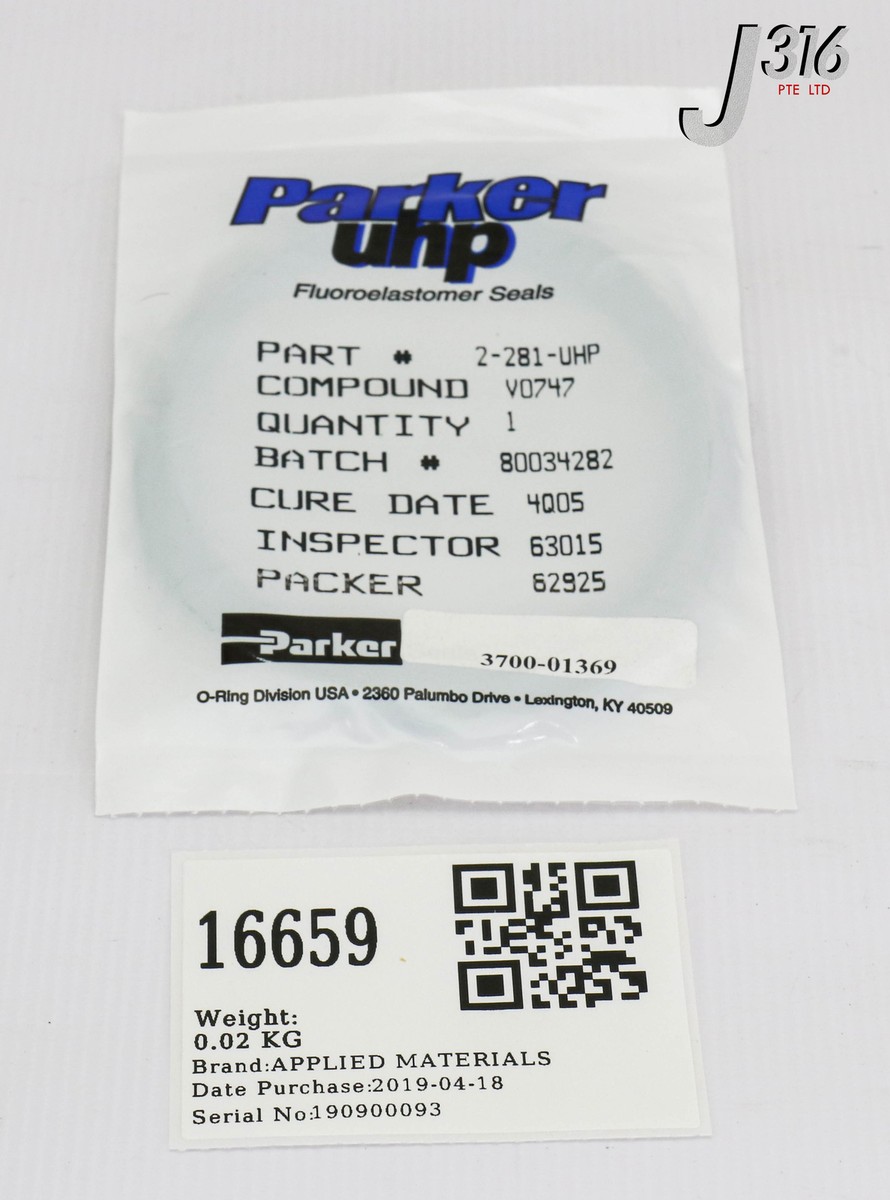 J316
PTE LTD
Parker
uhp
Fluoroelastomer Seals
PART # 2-281-UHP
COMPOUND V0747
QUANTITY 1
BATCH # 80034282
CURE DATE 4Q05
INSPECTOR 63015
PACKER 62925
Parker
3700-01369
O-Ring Division USA • 2360 Palumbo Drive • Lexington, KY 40509
16659
Weight:
0.02 KG
Brand:APPLIED MATERIALS
Date Purchase:2019-04-18
Serial No:190900093